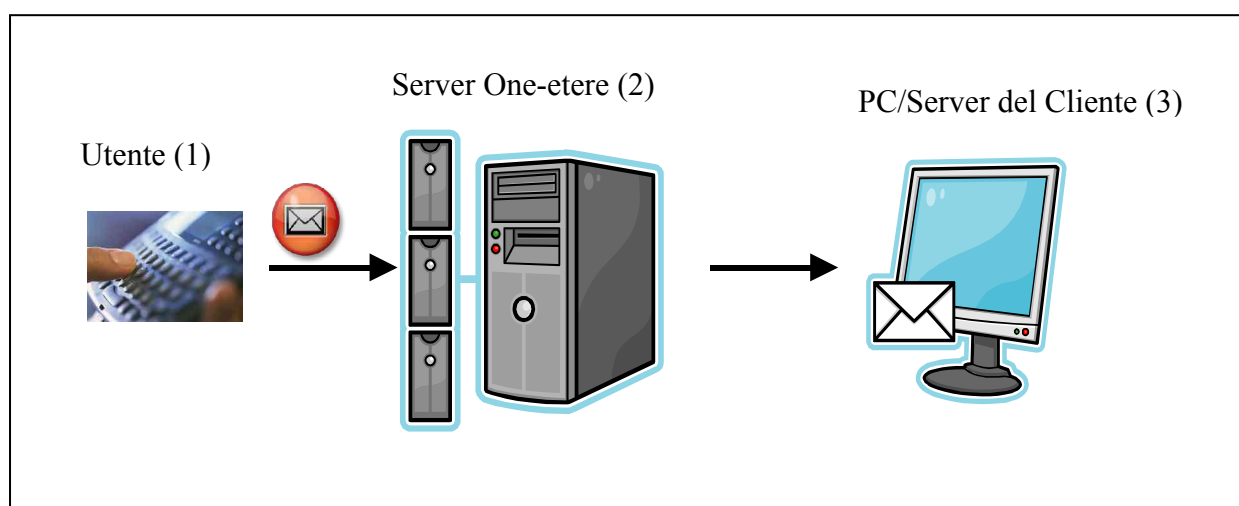 Utente (1)
Server One-etere (2)
PC/Server del Cliente (3)